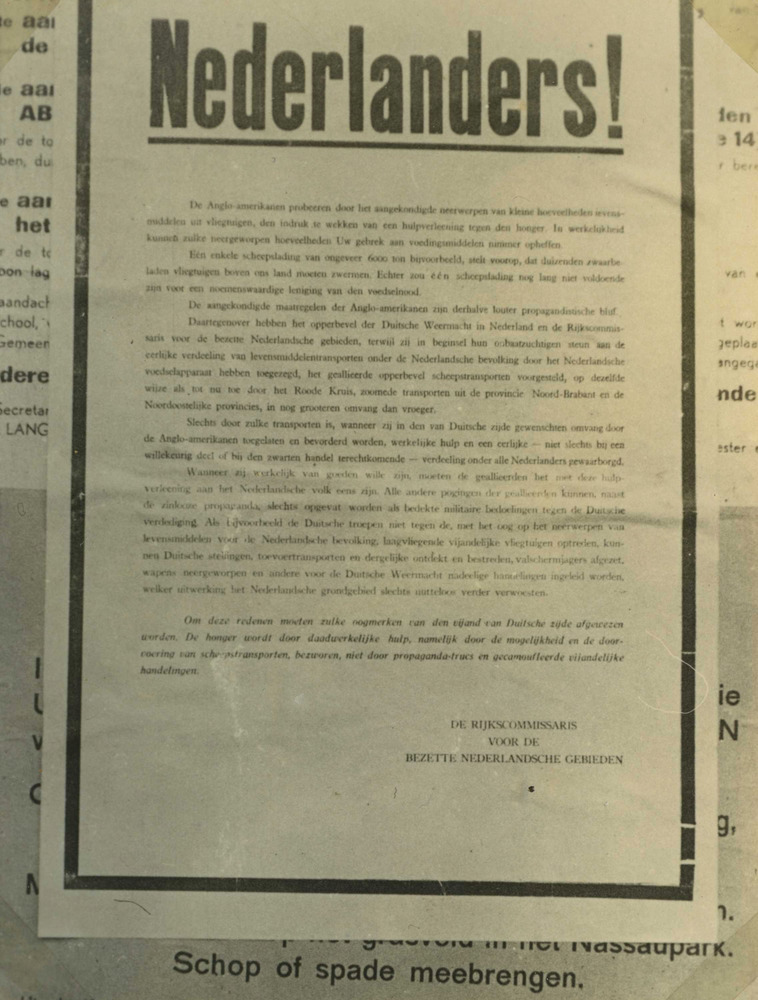 Nederlanders!
De Anglo-amerikanen probeeren door het aangekondigde neerwerpen van kleine hoeveelheden levens-
middelen uit vliegtuigen, den indruk te wekken van een hulpverleening tegen den honger. In werkelijkheid
kunnen zulke neergeworpen hoeveelheden Uw gebrek aan voedingsmiddelen nimmer opheffen.
Eén enkele scheepslading van ongeveer 6000 ton bijvoorbeeld, stelt voorop, dat duizenden zwaarbe-
laden vliegtuigen boven ons land moeten zwermen. Echter zou één scheepslading nog lang niet voldoende
zijn voor een noemenswaardige leniging van den voedselnood.
De aangekondigde maatregelen der Anglo-amerikanen zijn derhalve louter propagandistische bluf.
Daartegenover hebben het opperbevel der Duitsche Weermacht in Nederland en de Rijkscommis-
saris voor de bezette Nederlandsche gebieden, terwijl zij in beginsel hun onbaatzuchtigen steun aan de
eerlijke verdeeling van levensmiddelentransporten onder de Nederlandsche bevolking door het Nederlandsche
voedselapparaat hebben toegezegd, het geallieerde opperbevel scheepstransporten voorgesteld, op dezelfde
wijze als tot nu toe door het Roode Kruis, zoomede transporten uit de provincie Noord-Brabant en de
Noordoostelijke provincies, in nog grooteren omvang dan vroeger.
Slechts door zulke transporten is, wanneer zij in den van Duitsche zijde gewenschten omvang door
de Anglo-amerikanen toegelaten en bevorderd worden, werkelijke hulp en een eerlijke — niet slechts bij een
willekeurig deel of bij den zwarten handel terechtkomende — verdeeling onder alle Nederlanders gewaarborgd.
Wanneer zij werkelijk van goeden wille zijn, moeten de geallieerden het met deze hulp-
verleening aan het Nederlandsche volk eens zijn. Alle andere pogingen der geallieerden kunnen, naast
de zinlooze propaganda, slechts opgevat worden als bedekte militaire bedoelingen tegen de Duitsche
verdediging. Als bijvoorbeeld de Duitsche troepen niet tegen de, met het oog op het neerwerpen van
levensmiddelen voor de Nederlandsche bevolking, laagvliegende vijandelijke vliegtuigen optreden, kun-
nen Duitsche stellingen, toevoertransporten en dergelijke ontdekt en bestreden, valschermjagers afgezet,
wapens neergeworpen en andere voor de Duitsche Weermacht nadeelige handelingen ingeleid worden,
welker uitwerking het Nederlandsche grondgebied slechts nutteloos verder verwoesten.
Om deze redenen moeten zulke oogmerken van den vijand van Duitsche zijde afgewezen
worden. De honger wordt door daadwerkelijke hulp, namelijk door de mogelijkheid en de door-
voering van scheepstransporten, bezworen, niet door propaganda-trucs en gecamoufleerde vijandelijke
handelingen.
DE RIJKSCOMMISSARIS
VOOR DE
BEZETTE NEDERLANDSCHE GEBIEDEN
grasveld in het Nassaupark.
Schop of spade meebrengen.